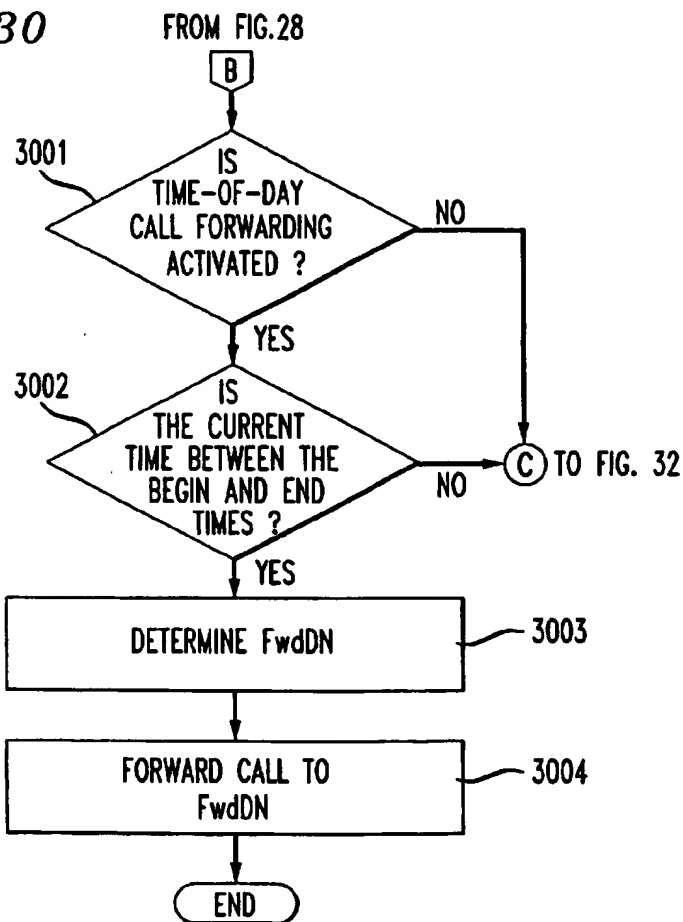 30
FROM FIG.28
B
3001
IS
TIME-OF-DAY
CALL FORWARDING
ACTIVATED ?
NO
YES
3002
IS
THE CURRENT
TIME BETWEEN THE
BEGIN AND END
TIMES ?
NO
C TO FIG. 32
YES
DETERMINE FwdDN
3003
FORWARD CALL TO
FwdDN
3004
END